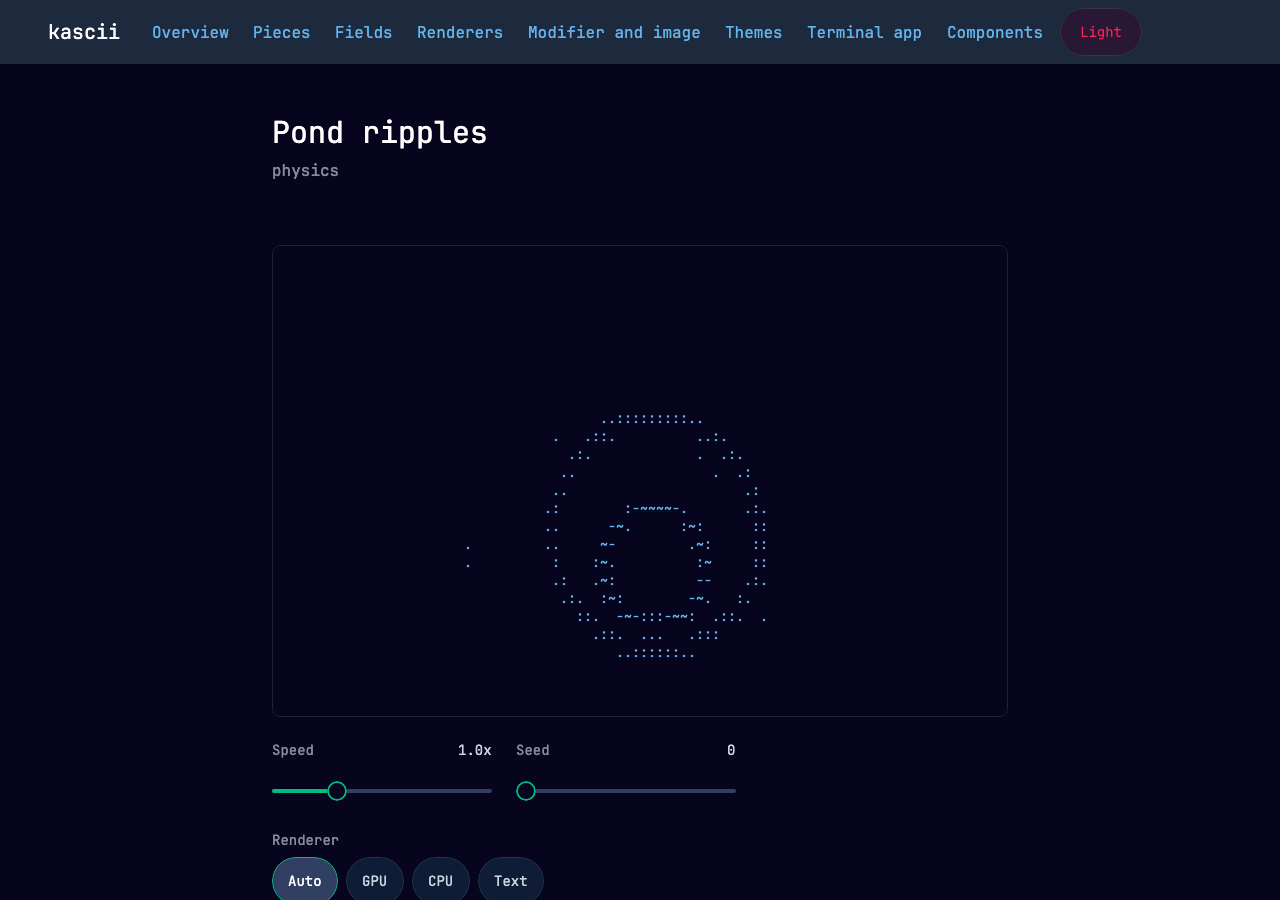 kascii Overview Pieces Fields Renderers Modifier and image Themes Terminal app Components Light
Pond ripples
physics
Speed 1.0x Seed 0
Renderer
Auto GPU CPU Text